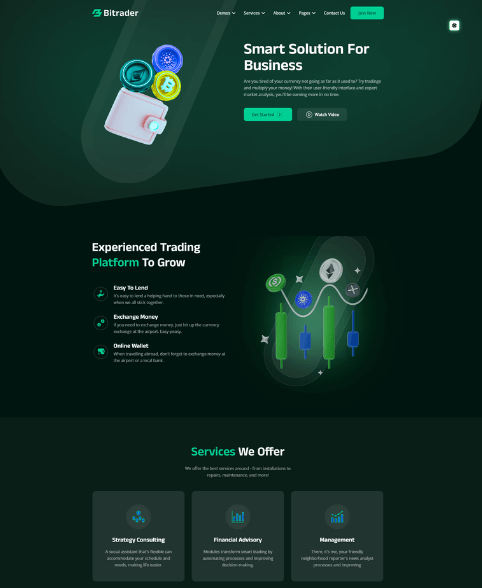 Bitrader
Demos Services About Pages Contact Us Join Now
Smart Solution For
Business
Are you tired of your currency not going as far as it used to? Try tradings
and multiply your money! With their user-friendly interface and expert
market analysis, you'll be earning more in no time.
Get Started
Watch Video
Experienced Trading
Platform To Grow
Easy To Lend
It's easy to lend a helping hand to those in need, especially
when we all stick together.
Exchange Money
If you need to exchange money, just hit up the currency
exchange at the airport. Easy-peasy.
Online Wallet
When travelling abroad, don't forget to exchange money at
the airport or a local bank.
Services We Offer
We offer the best services around - from installations to
repairs, maintenance, and more!
Strategy Consulting
A social assistant that's flexible can
accommodate your schedule and
needs, making life easier.
Financial Advisory
Modules transform smart trading by
automating processes and improving
decision-making.
Management
There, it's me, your friendly
neighborhood reporter's news analyst
processes and improving